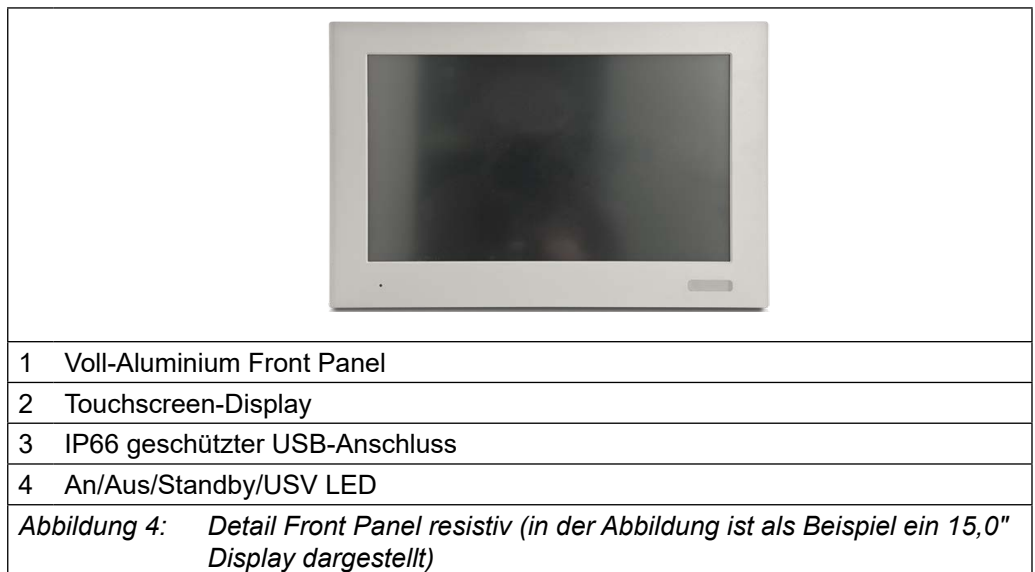 1 Voll-Aluminium Front Panel
2 Touchscreen-Display
3 IP66 geschützter USB-Anschluss
4 An/Aus/Standby/USV LED
Abbildung 4: Detail Front Panel resistiv (in der Abbildung ist als Beispiel ein 15,0"
Display dargestellt)